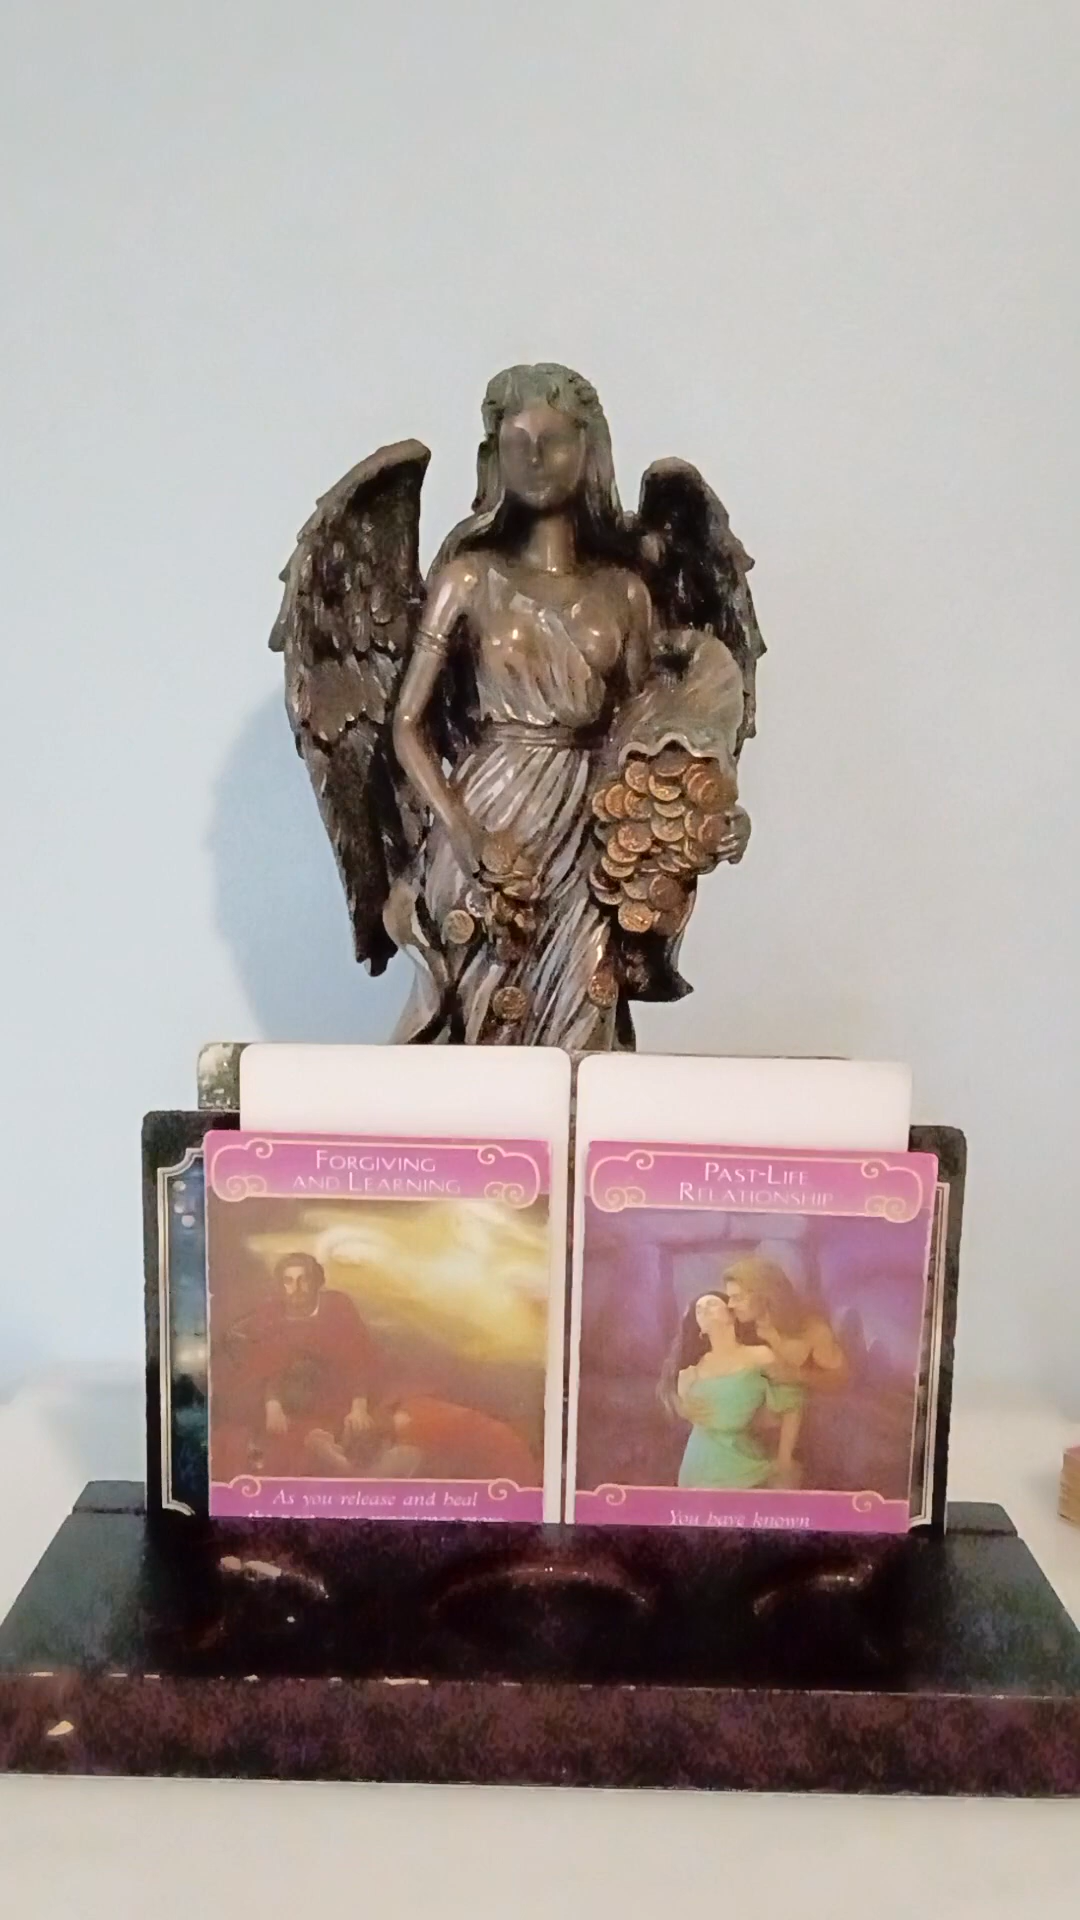 FORGIVING
AND LEARNING
As you release and heal
PAST-LIFE
RELATIONSHIP
You have known